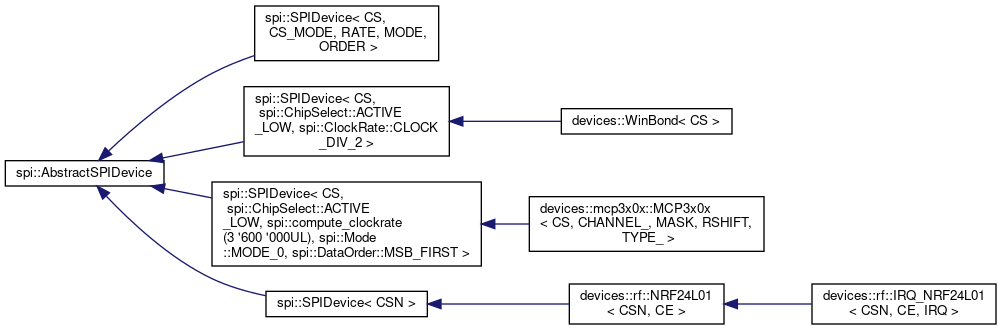 spi::SPIDevice< CS,
CS_MODE, RATE, MODE,
ORDER >
spi::SPIDevice< CS,
spi::ChipSelect::ACTIVE
_LOW, spi::ClockRate::CLOCK
_DIV_2 >
devices::WinBond< CS >
spi::AbstractSPIDevice
spi::SPIDevice< CS,
spi::ChipSelect::ACTIVE
_LOW, spi::compute_clockrate
(3 '600 '000UL), spi::Mode
::MODE_0, spi::DataOrder::MSB_FIRST >
devices::mcp3x0x::MCP3x0x
< CS, CHANNEL_, MASK, RSHIFT,
TYPE_ >
spi::SPIDevice< CSN >
devices::rf::NRF24L01
< CSN, CE >
devices::rf::IRQ_NRF24L01
< CSN, CE, IRQ >